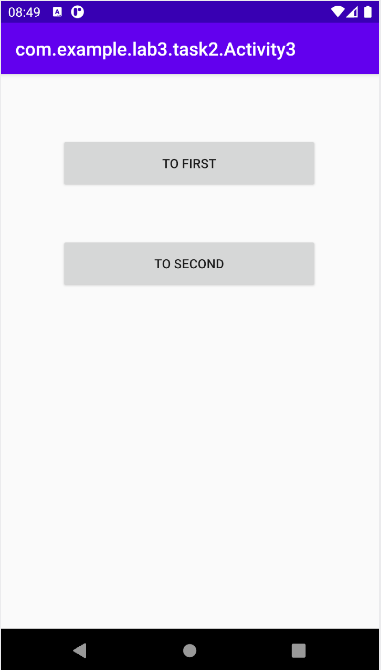 08:49 A
com.example.lab3.task2.Activity3
TO FIRST
TO SECOND